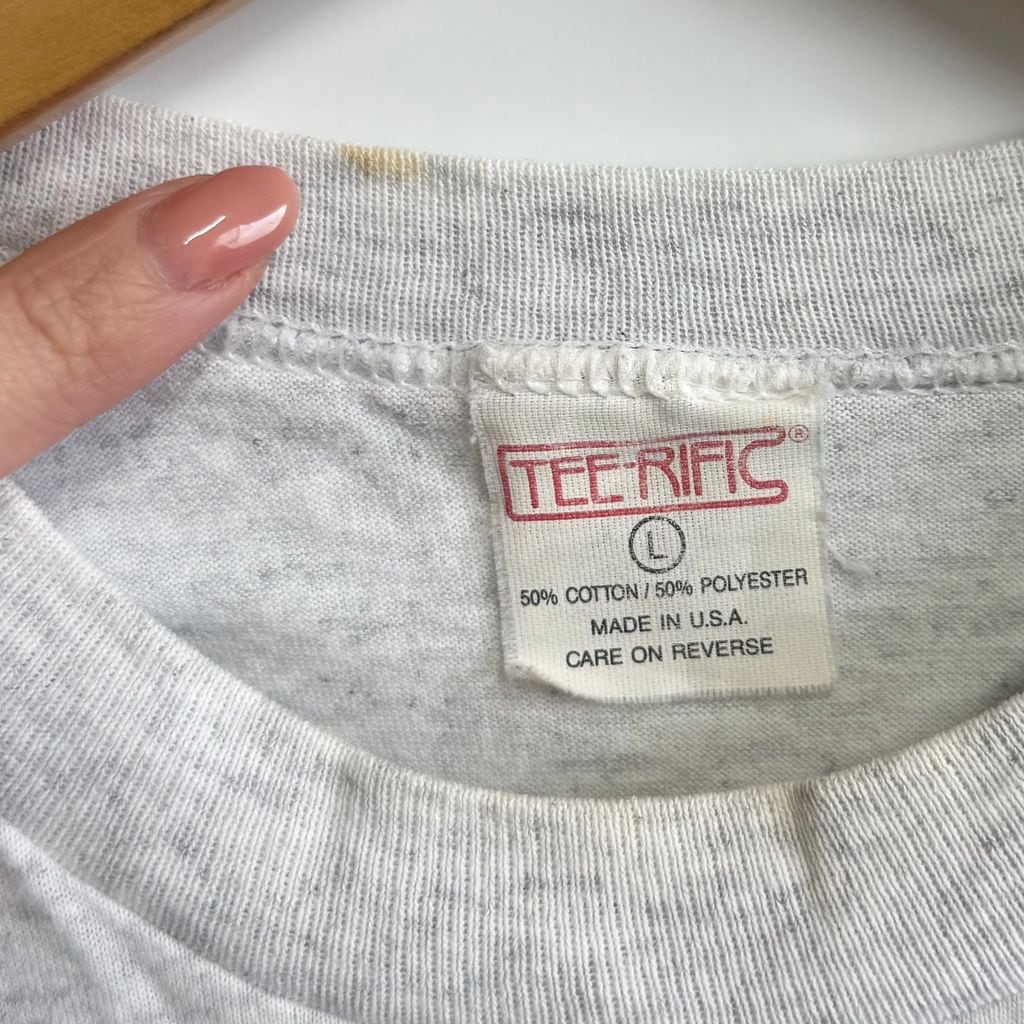 TEE-RIFIC®
L
50% COTTON / 50% POLYESTER
MADE IN U.S.A.
CARE ON REVERSE